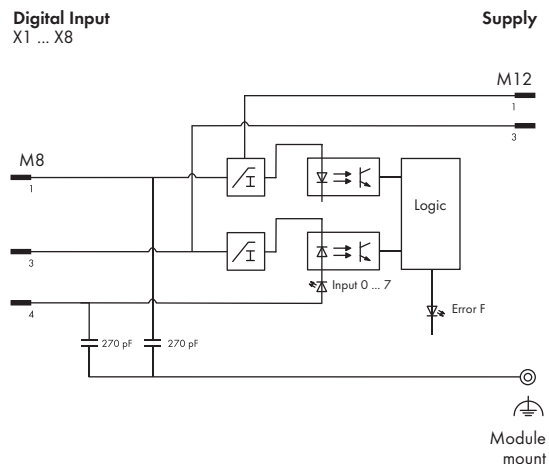 Digital Input
X1 ... X8
Supply
M12
1
3
M8
1
3
4
Logic
Input 0 ... 7
Error F
270 pF
270 pF
Module
mount